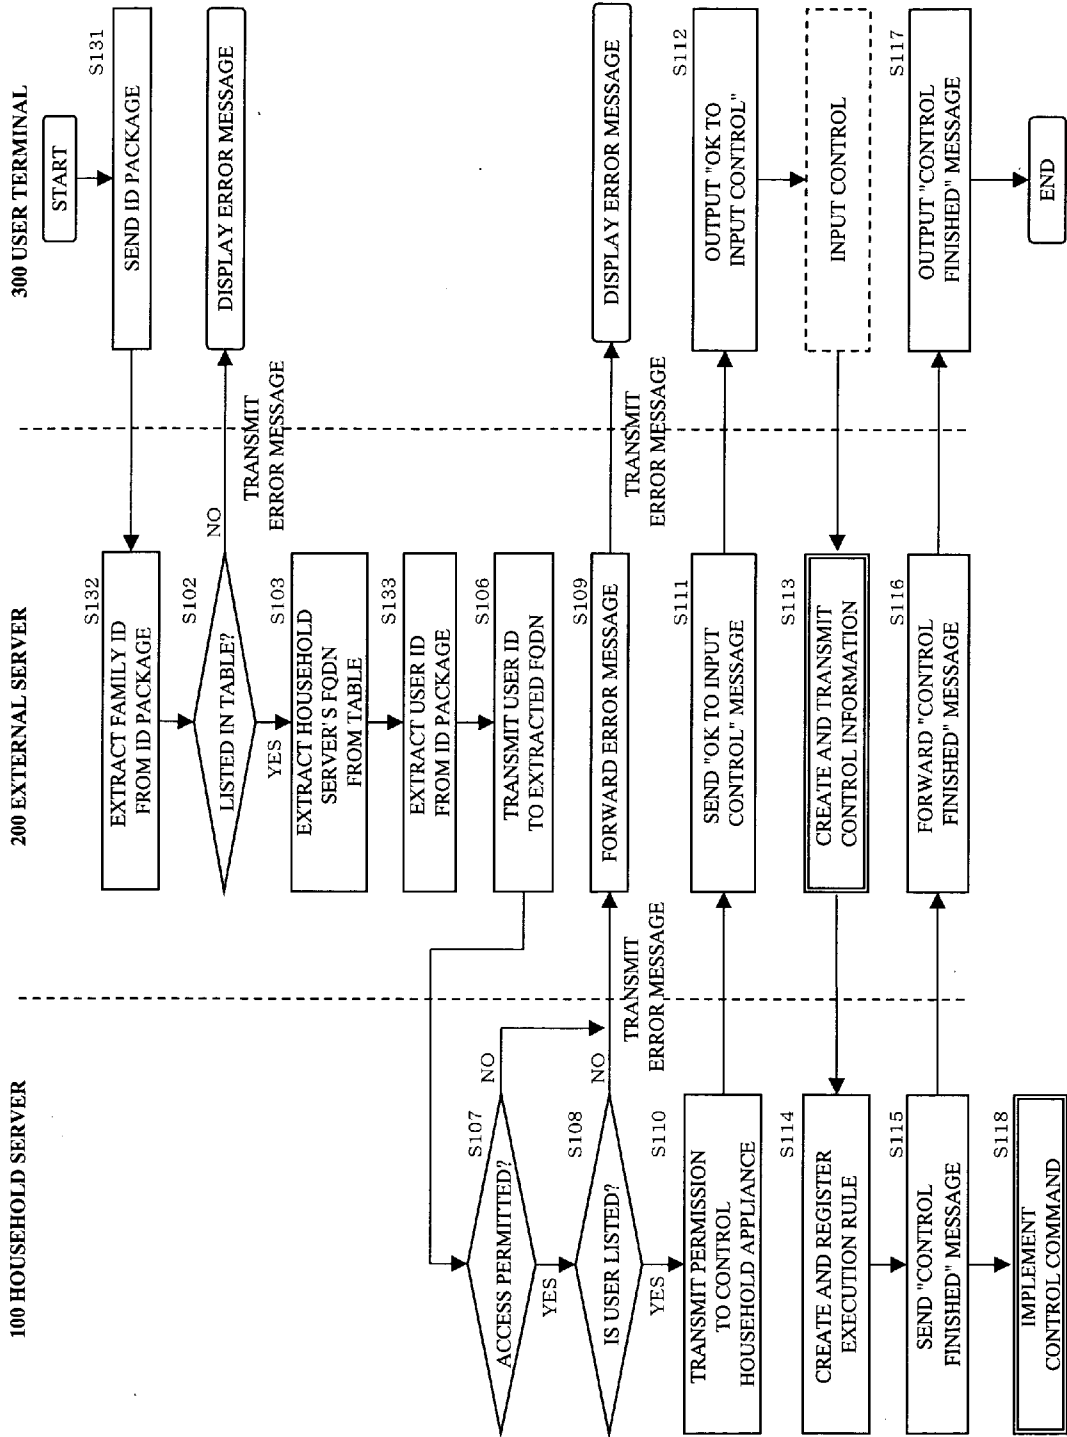 100 HOUSEHOLD SERVER
200 EXTERNAL SERVER
300 USER TERMINAL
START
S131
SEND ID PACKAGE
S132
EXTRACT FAMILY ID
FROM ID PACKAGE
S102
LISTED IN TABLE?
NO
TRANSMIT
ERROR MESSAGE
DISPLAY ERROR MESSAGE
YES
S103
EXTRACT HOUSEHOLD
SERVER'S FQDN
FROM TABLE
S133
EXTRACT USER ID
FROM ID PACKAGE
S106
TRANSMIT USER ID
TO EXTRACTED FQDN
S107
ACCESS PERMITTED?
NO
YES
S108
IS USER LISTED?
NO
TRANSMIT
ERROR MESSAGE
S109
FORWARD ERROR MESSAGE
TRANSMIT
ERROR MESSAGE
DISPLAY ERROR MESSAGE
YES
S110
TRANSMIT PERMISSION
TO CONTROL
HOUSEHOLD APPLIANCE
S111
SEND "OK TO INPUT
CONTROL" MESSAGE
S112
OUTPUT "OK TO
INPUT CONTROL"
INPUT CONTROL
S113
CREATE AND TRANSMIT
CONTROL INFORMATION
S114
CREATE AND REGISTER
EXECUTION RULE
S115
SEND "CONTROL
FINISHED" MESSAGE
S116
FORWARD "CONTROL
FINISHED" MESSAGE
S117
OUTPUT "CONTROL
FINISHED" MESSAGE
S118
IMPLEMENT
CONTROL COMMAND
END